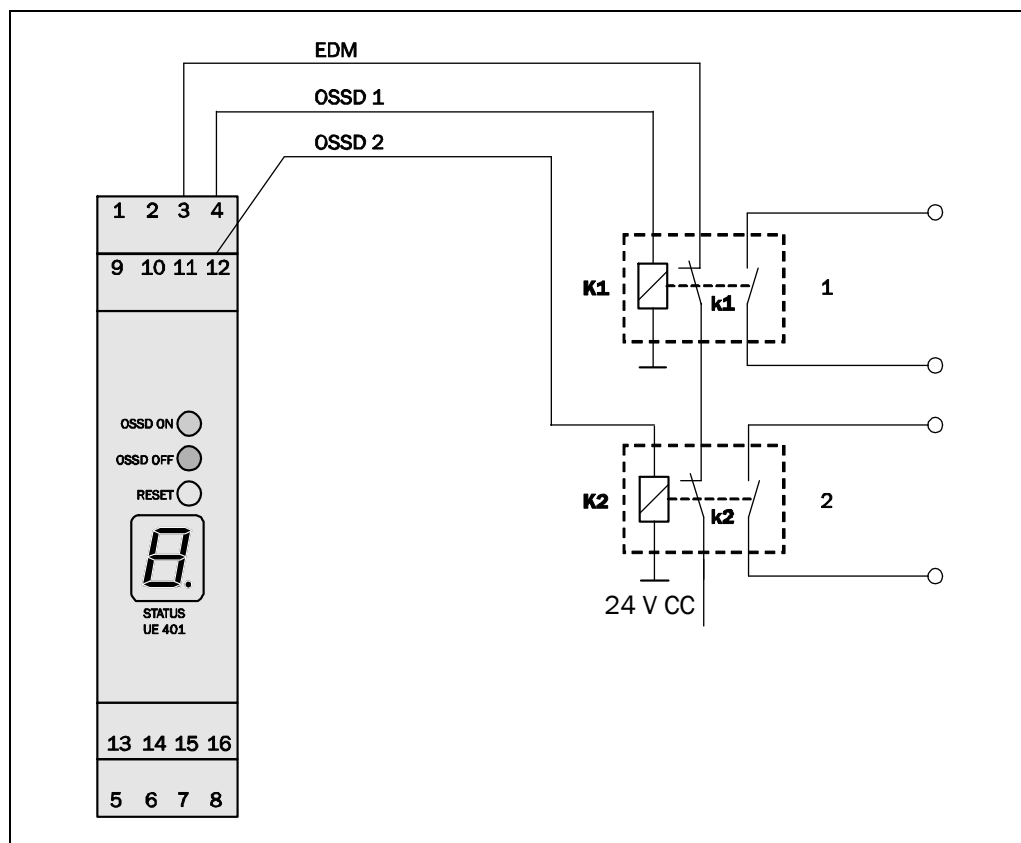 EDM
OSSD 1
OSSD 2
1 2 3 4
9 10 11 12
K1
k1
1
OSSD ON
OSSD OFF
RESET
8.
K2
k2
2
24 V CC
STATUS
UE 401
13 14 15 16
5 6 7 8